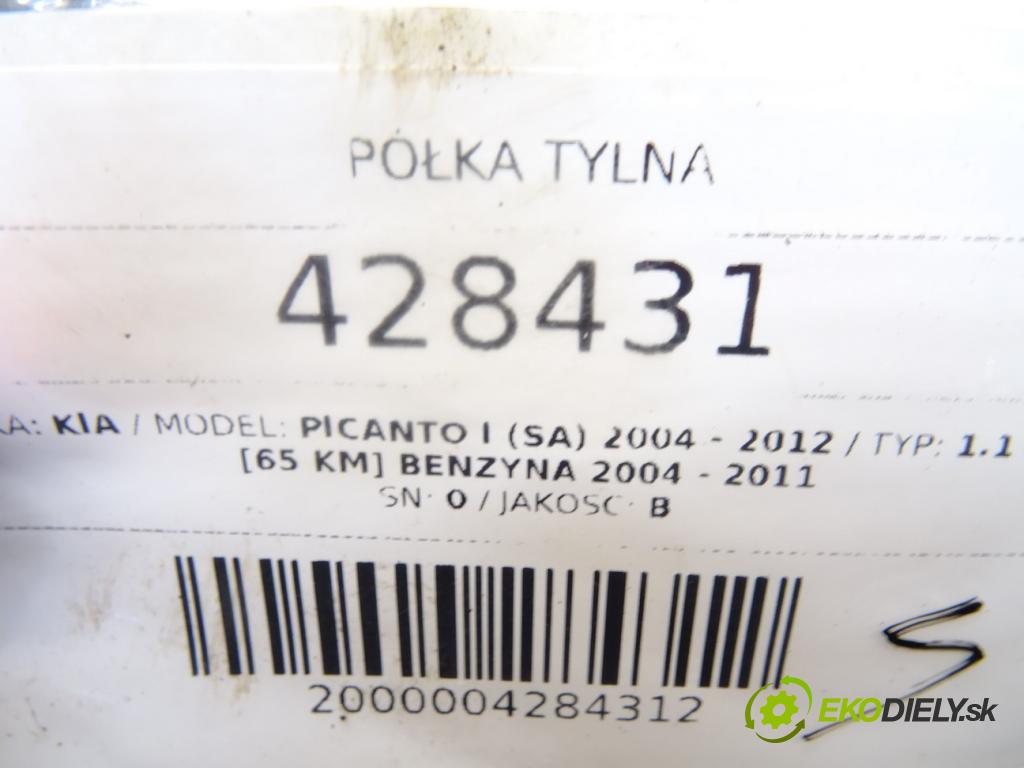 PÓŁKA TYLNA
428431
KA: KIA / MODEL: PICANTO I (SA) 2004 - 2012 / TYP: 1.1
[65 KM] BENZYNA 2004 - 2011
SN: 0 / JAKOŚĆ: B
2000004284312
S
EKODIELY.sk